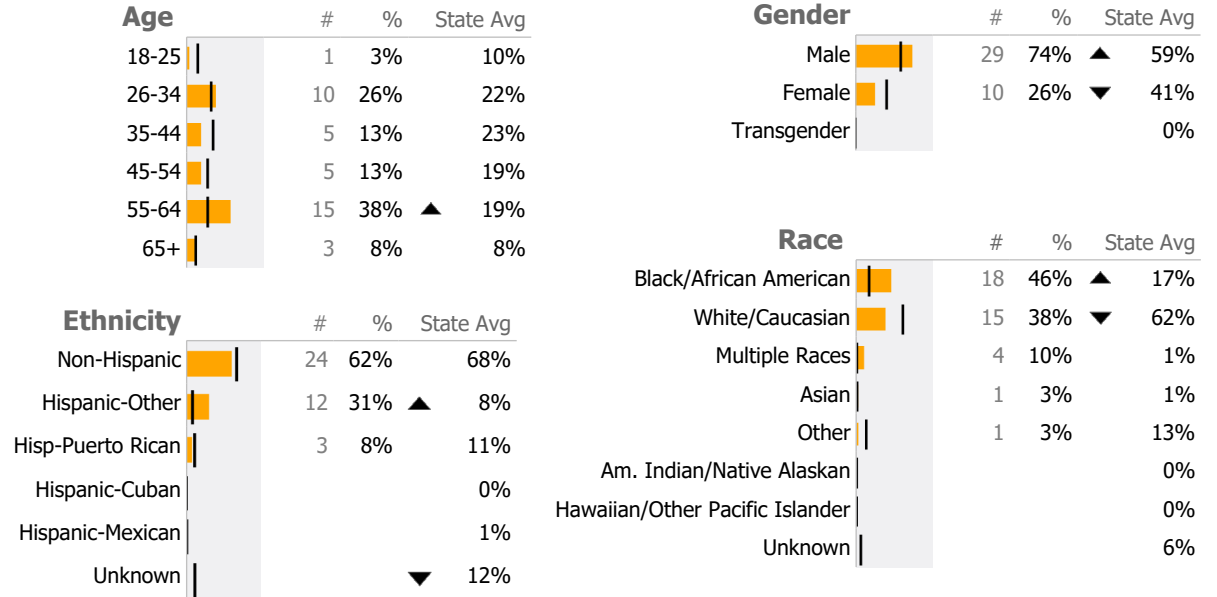 Age # % State Avg
18-25 1 3% 10%
26-34 10 26% 22%
35-44 5 13% 23%
45-54 5 13% 19%
55-64 15 38% ▲ 19%
65+ 3 8% 8%
Ethnicity # % State Avg
Non-Hispanic 24 62% 68%
Hispanic-Other 12 31% ▲ 8%
Hisp-Puerto Rican 3 8% 11%
Hispanic-Cuban 0%
Hispanic-Mexican 1%
Unknown ▼ 12%
Gender # % State Avg
Male 29 74% ▲ 59%
Female 10 26% ▼ 41%
Transgender 0%
Race # % State Avg
Black/African American 18 46% ▲ 17%
White/Caucasian 15 38% ▼ 62%
Multiple Races 4 10% 1%
Asian 1 3% 1%
Other 1 3% 13%
Am. Indian/Native Alaskan 0%
Hawaiian/Other Pacific Islander 0%
Unknown 6%